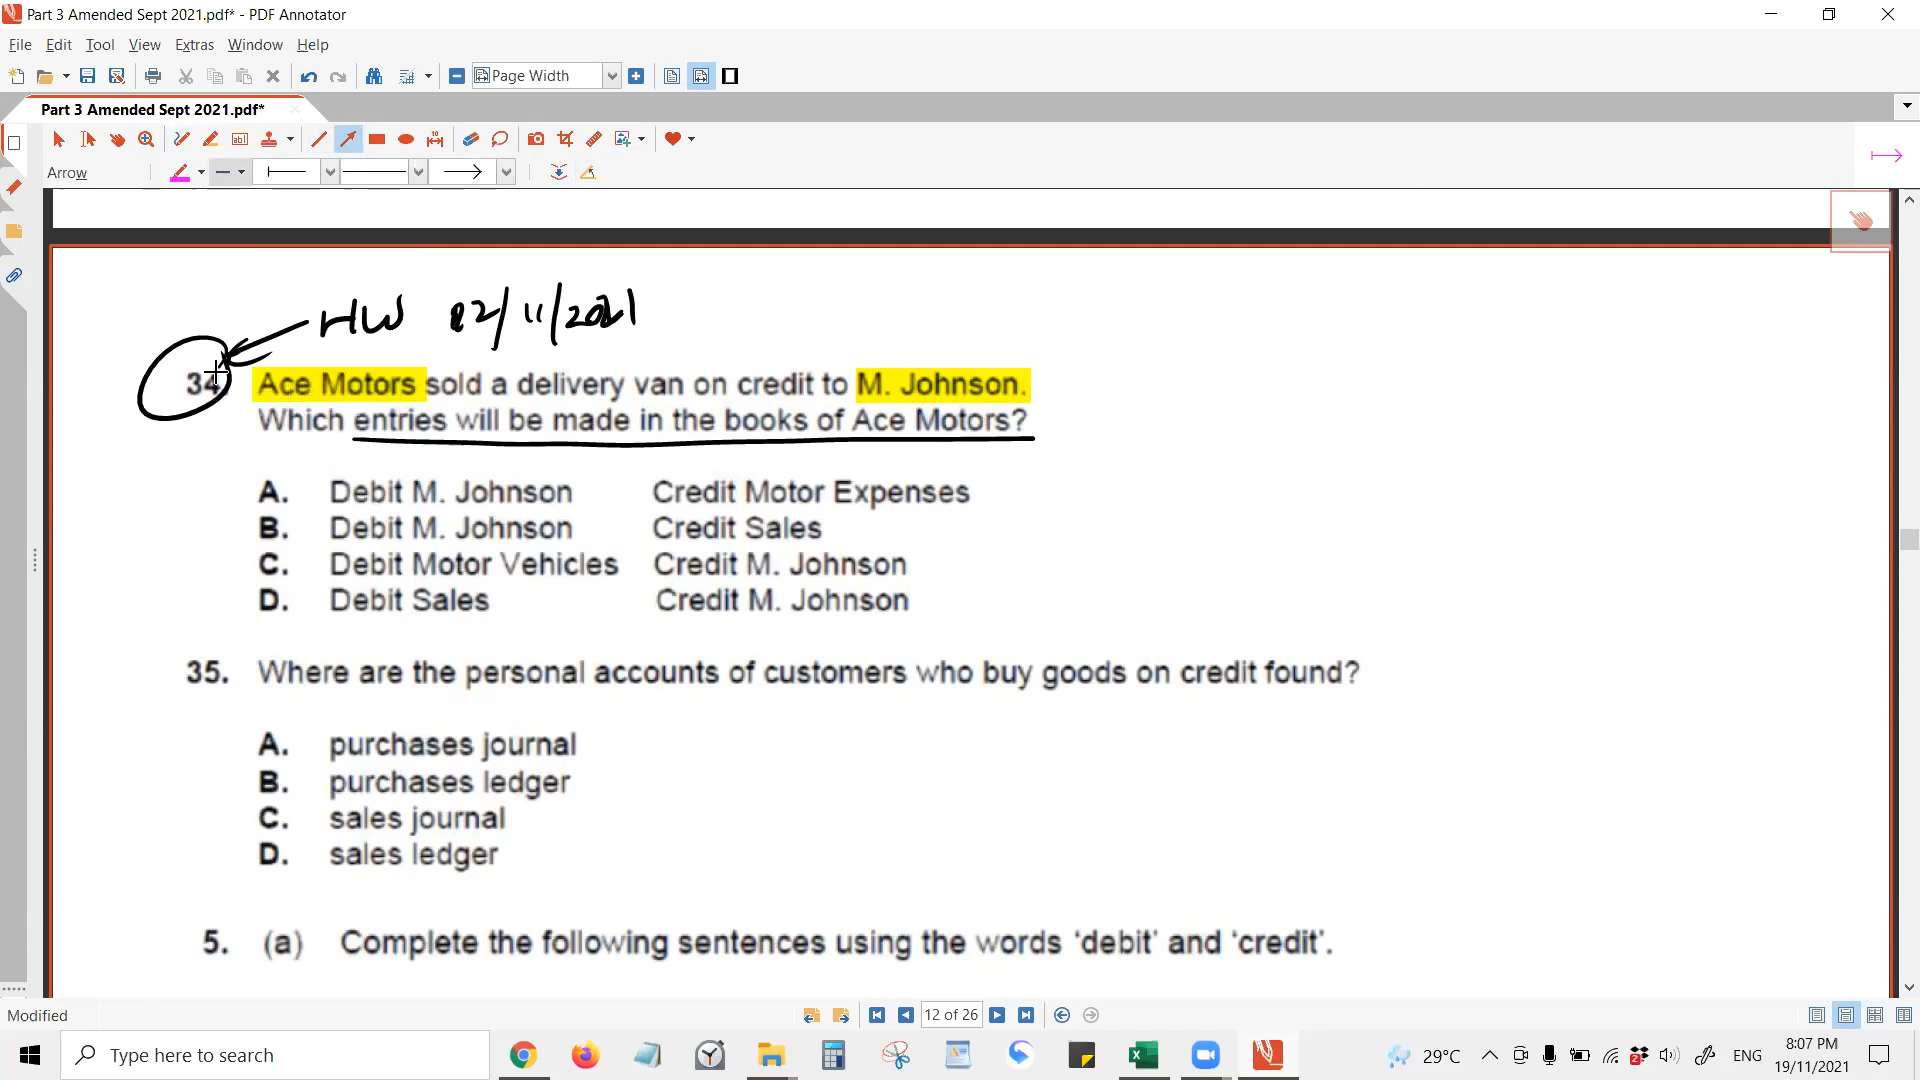 Part 3 Amended Sept 2021.pdf* - PDF Annotator
File Edit Tool View Extras Window Help
Page Width
Part 3 Amended Sept 2021.pdf*
Arrow
HW 02/11/2021
34 Ace Motors sold a delivery van on credit to M. Johnson.
Which entries will be made in the books of Ace Motors?
A. Debit M. Johnson Credit Motor Expenses
B. Debit M. Johnson Credit Sales
C. Debit Motor Vehicles Credit M. Johnson
D. Debit Sales Credit M. Johnson
35. Where are the personal accounts of customers who buy goods on credit found?
A. purchases journal
B. purchases ledger
C. sales journal
D. sales ledger
5. (a) Complete the following sentences using the words ‘debit’ and ‘credit’.
Modified 12 of 26
Type here to search 29°C ENG 8:07 PM
19/11/2021